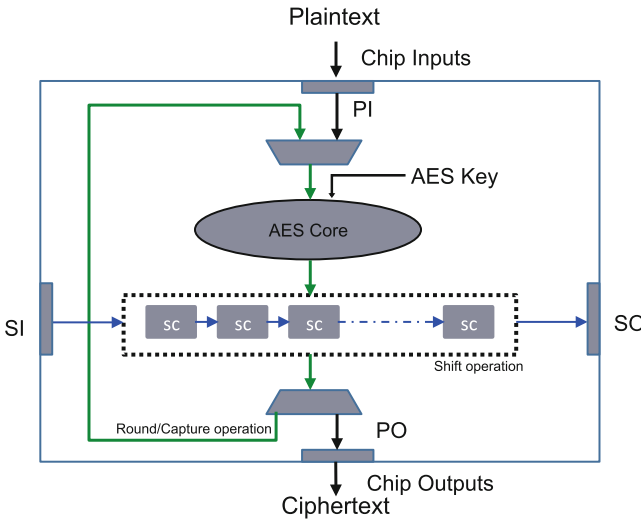 Plaintext
Chip Inputs
PI
AES Key
AES Core
SI
sc
sc
sc
sc
SO
Shift operation
Round/Capture operation
PO
Chip Outputs
Ciphertext